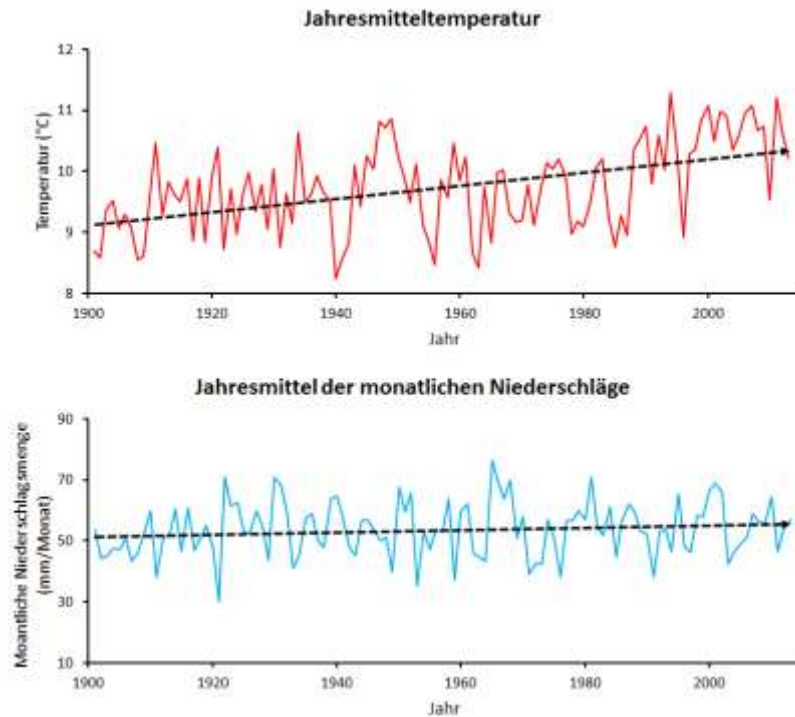 Jahresmitteltemperatur
12
11
10
9
8
Temperatur (°C)
1900 1920 1940 1960 1980 2000
Jahr
Jahresmittel der monatlichen Niederschläge
90
70
50
30
10
Moantliche Niederschlagsmenge
(mm/Monat)
1900 1920 1940 1960 1980 2000
Jahr